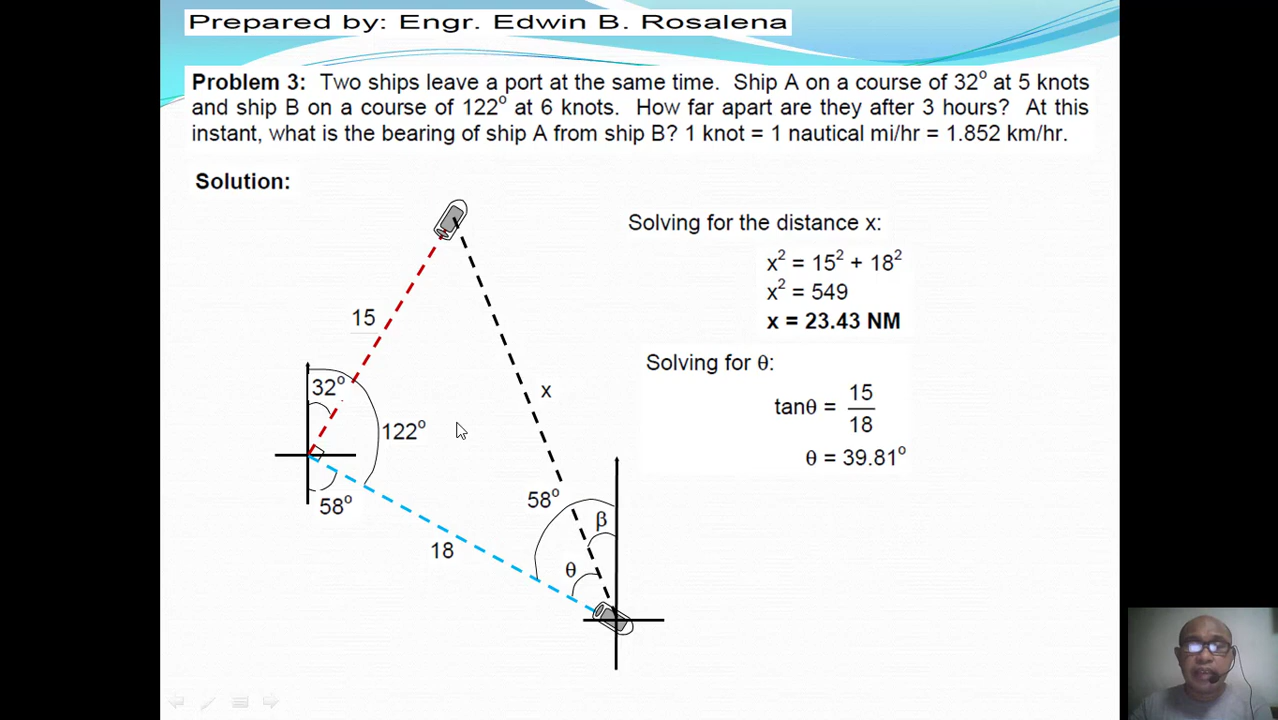 Prepared by: Engr. Edwin B. Rosalena
Problem 3: Two ships leave a port at the same time. Ship A on a course of 32° at 5 knots
and ship B on a course of 122° at 6 knots. How far apart are they after 3 hours? At this
instant, what is the bearing of ship A from ship B? 1 knot = 1 nautical mi/hr = 1.852 km/hr.
Solution:
Solving for the distance x:
x² = 15² + 18²
x² = 549
x = 23.43 NM
15
Solving for θ:
32°
x
tanθ = 15/18
122°
θ = 39.81°
58°
58°
β
18
θ